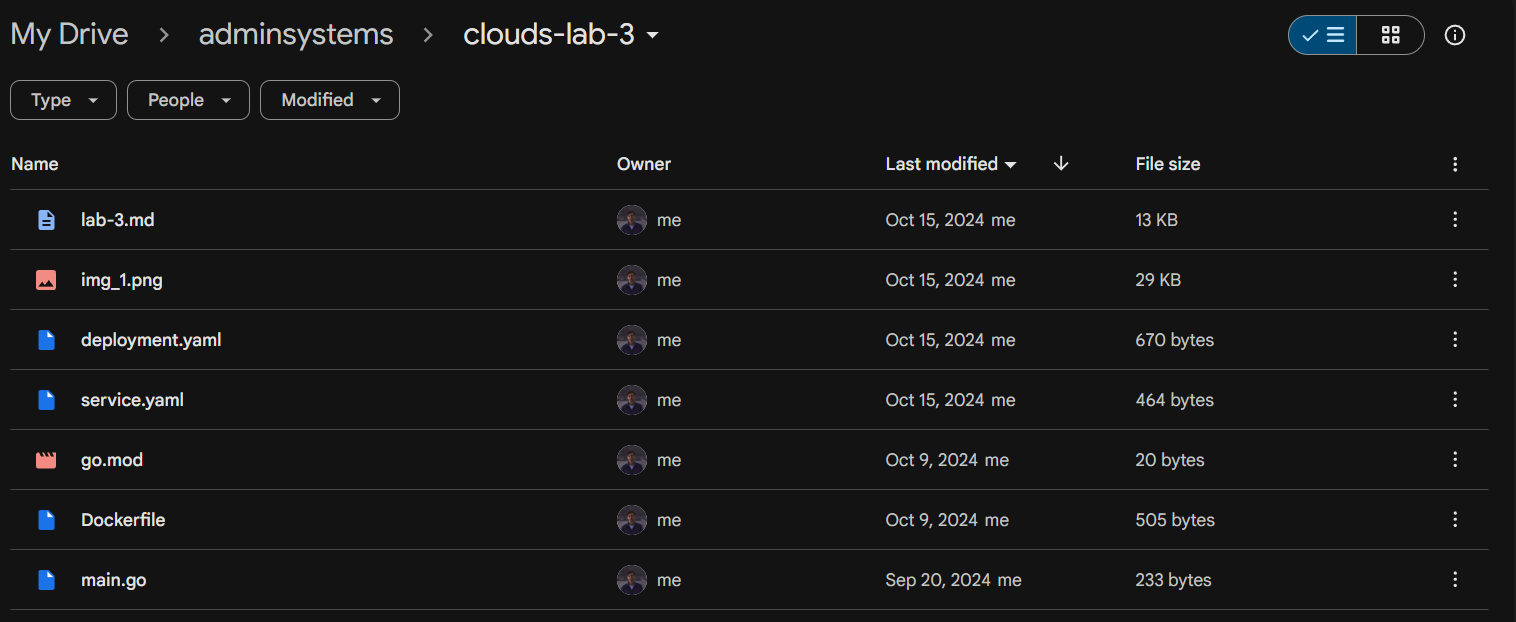 My Drive > adminsystems > clouds-lab-3
Type People Modified
Name Owner Last modified File size
lab-3.md me Oct 15, 2024 me 13 KB
img_1.png me Oct 15, 2024 me 29 KB
deployment.yaml me Oct 15, 2024 me 670 bytes
service.yaml me Oct 15, 2024 me 464 bytes
go.mod me Oct 9, 2024 me 20 bytes
Dockerfile me Oct 9, 2024 me 505 bytes
main.go me Sep 20, 2024 me 233 bytes